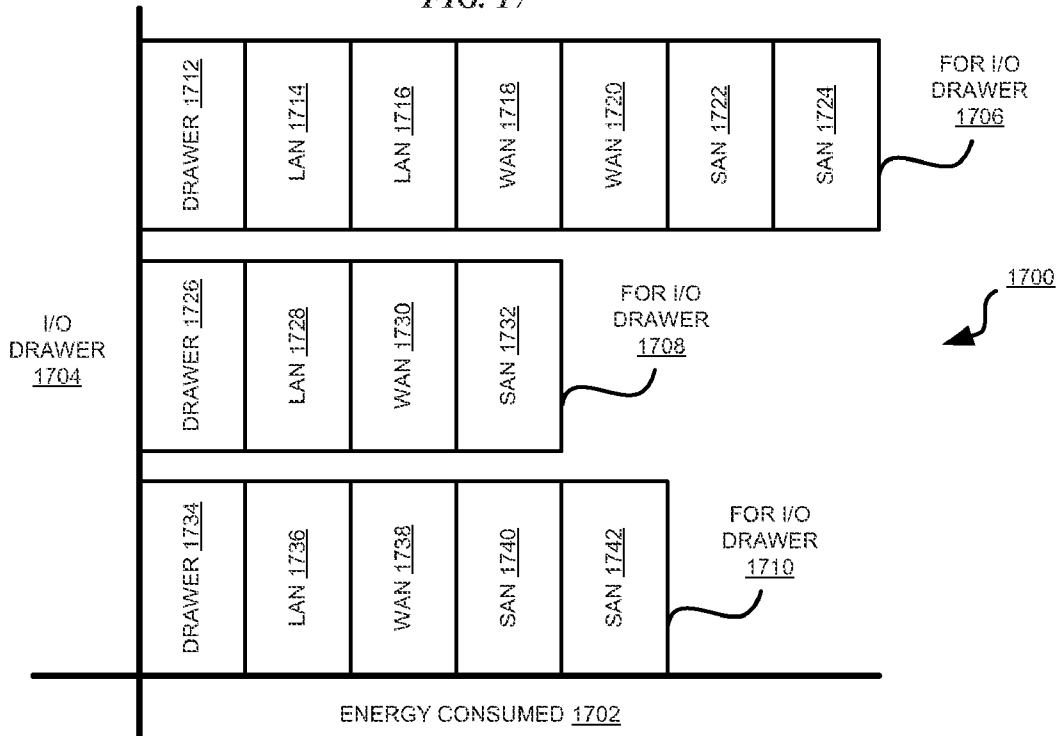 FIG. 17
DRAWER 1712
LAN 1714
LAN 1716
WAN 1718
WAN 1720
SAN 1722
SAN 1724
FOR I/O
DRAWER
1706
I/O
DRAWER
1704
DRAWER 1726
LAN 1728
WAN 1730
SAN 1732
FOR I/O
DRAWER
1708
1700
DRAWER 1734
LAN 1736
WAN 1738
SAN 1740
SAN 1742
FOR I/O
DRAWER
1710
ENERGY CONSUMED 1702